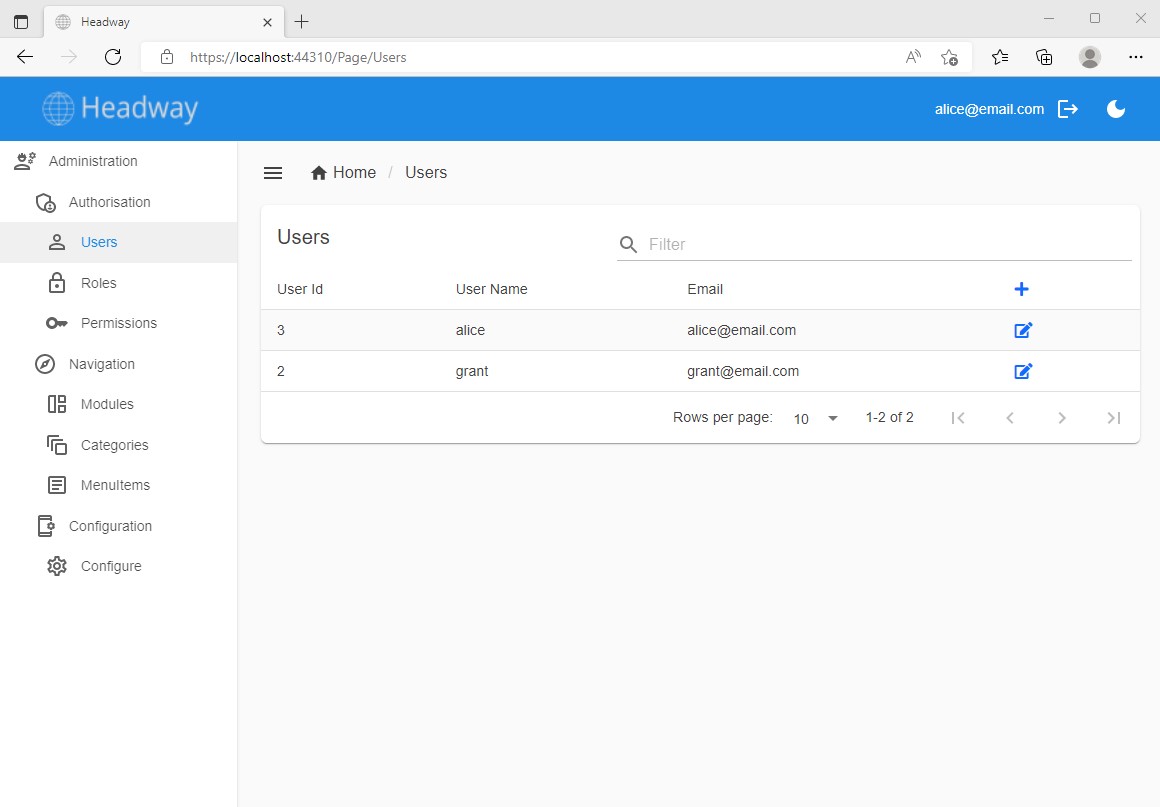 Headway
https://localhost:44310/Page/Users
Headway
alice@email.com
Administration
Authorisation
Users
Roles
Permissions
Navigation
Modules
Categories
MenuItems
Configuration
Configure
Home / Users
Users
Filter
User Id User Name Email
3 alice alice@email.com
2 grant grant@email.com
Rows per page: 10 1-2 of 2